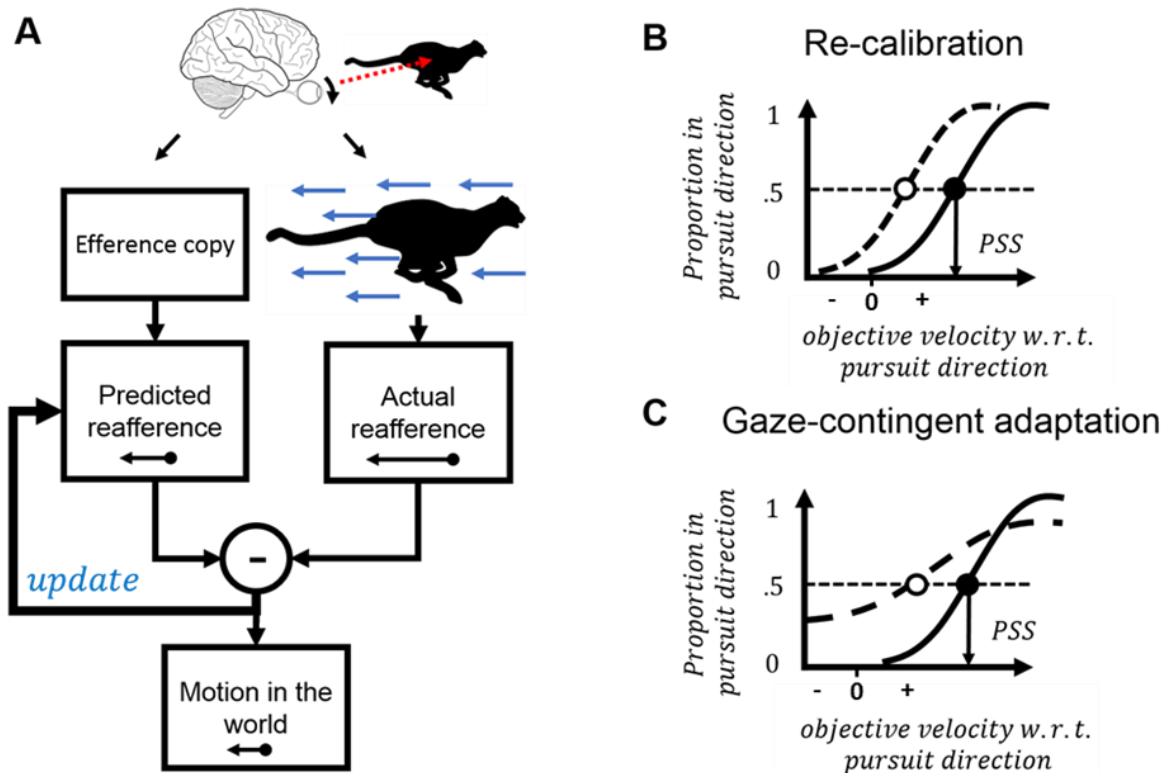 A
Efference copy
Predicted
reafference
Actual
reafference
-
update
Motion in the
world
B
Re-calibration
Proportion in
pursuit direction
1
.5
0
PSS
- 0 +
objective velocity w.r.t.
pursuit direction
C
Gaze-contingent adaptation
Proportion in
pursuit direction
1
.5
0
PSS
- 0 +
objective velocity w.r.t.
pursuit direction